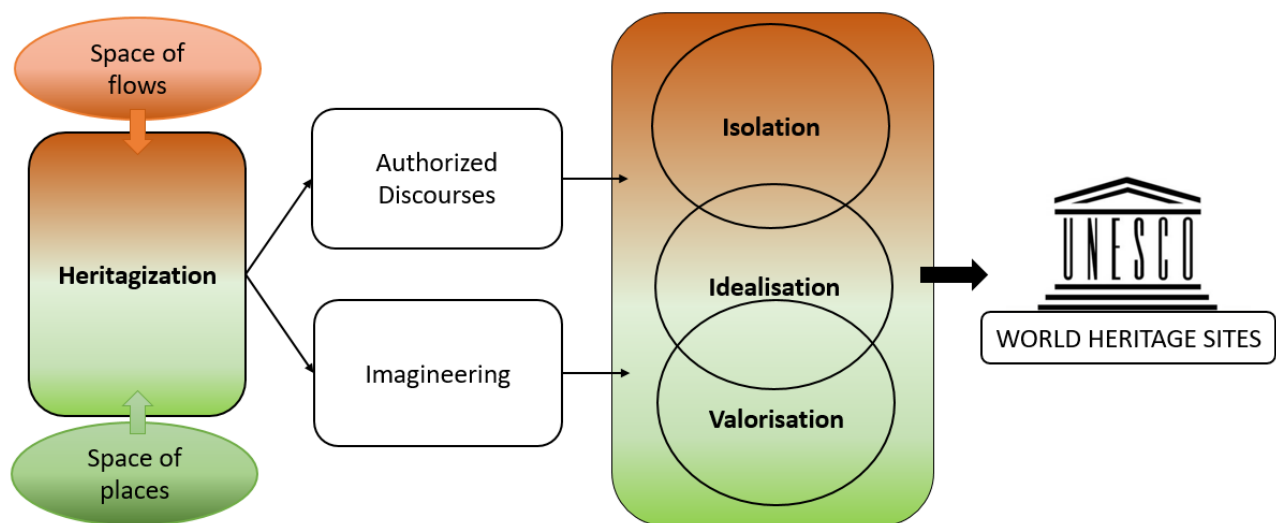 Space of
flows
Heritagization
Space of
places
Authorized
Discourses
Imagineering
Isolation
Idealisation
Valorisation
UNESCO
WORLD HERITAGE SITES